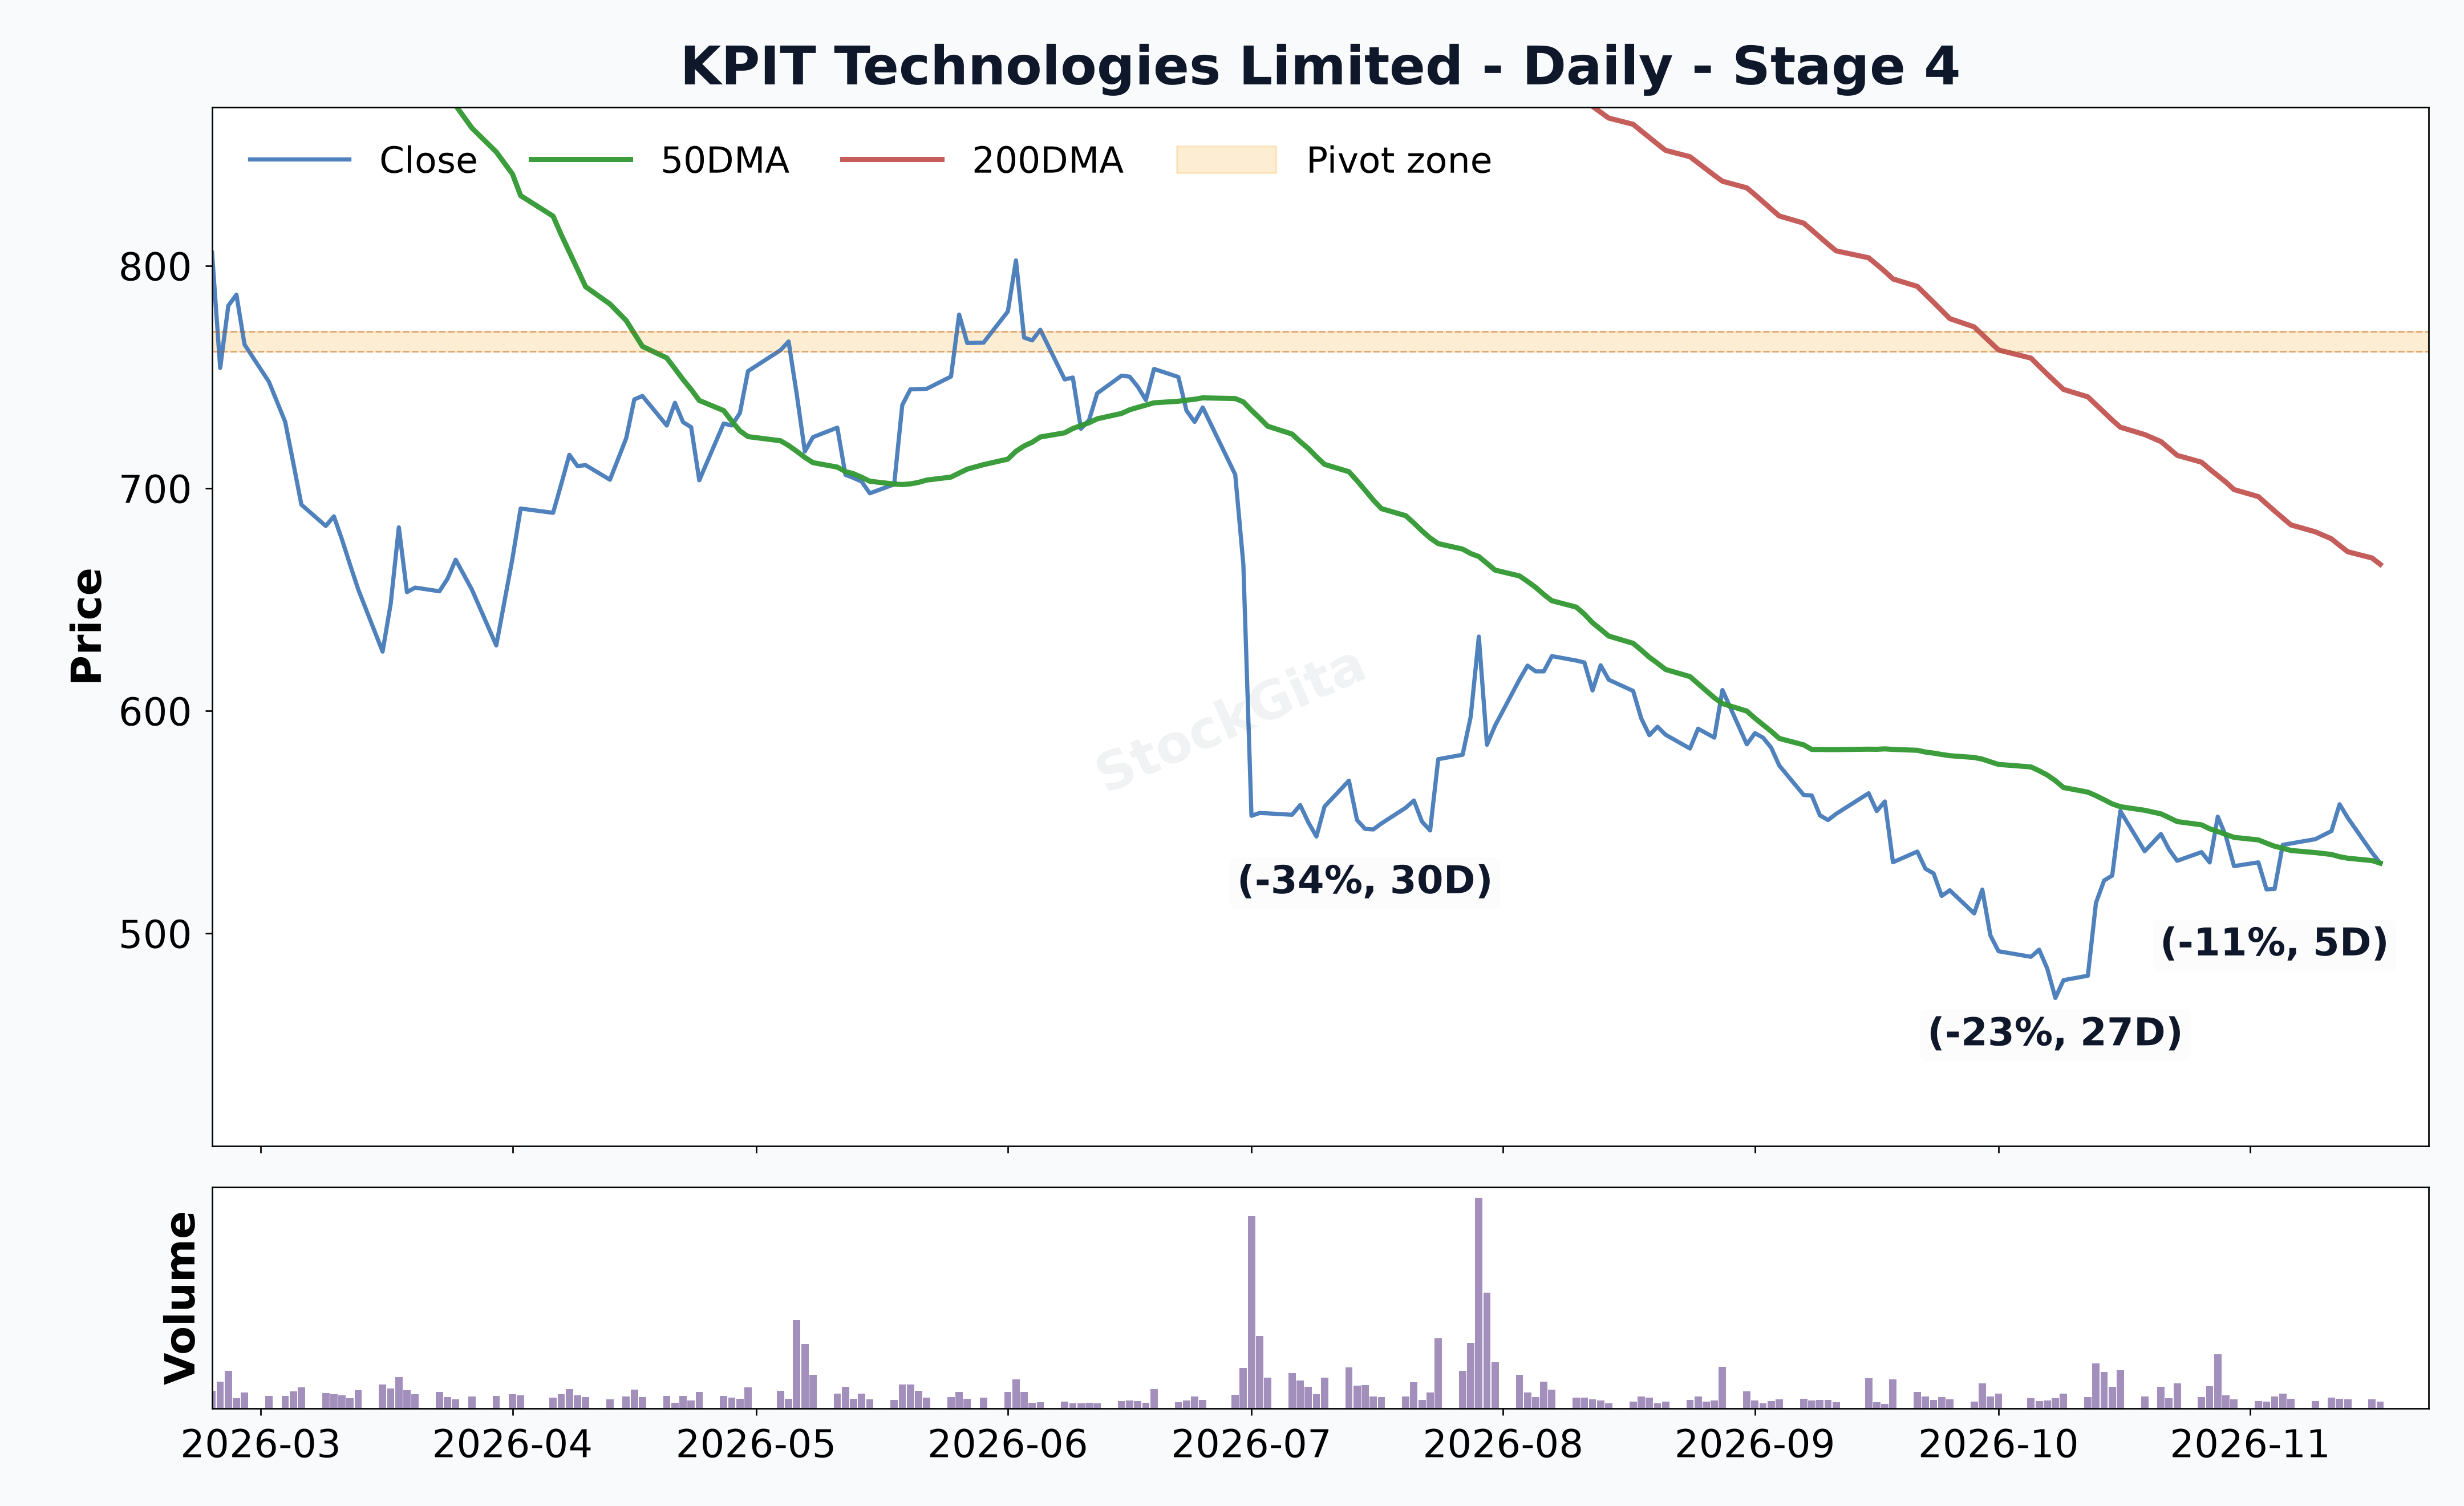 KPIT Technologies Limited - Daily - Stage 4
Close 50DMA 200DMA Pivot zone
800
700
600
500
Price
StockGita
(-34%, 30D)
(-11%, 5D)
(-23%, 27D)
Volume
2026-03 2026-04 2026-05 2026-06 2026-07 2026-08 2026-09 2026-10 2026-11